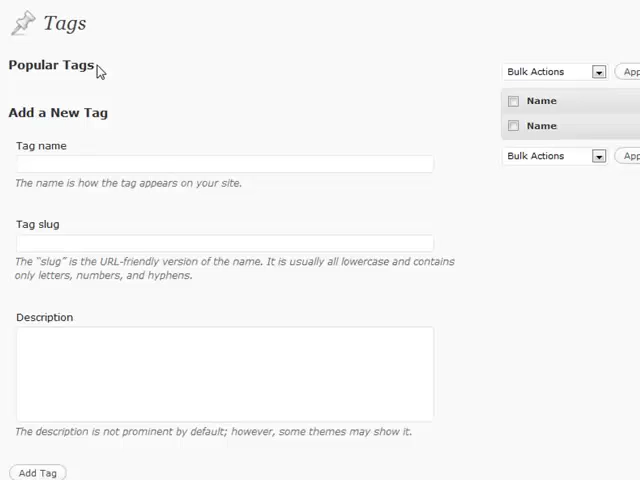 Tags
Popular Tags
Bulk Actions
App
Name
Name
Bulk Actions
App
Add a New Tag
Tag name
The name is how the tag appears on your site.
Tag slug
The “slug” is the URL-friendly version of the name. It is usually all lowercase and contains
only letters, numbers, and hyphens.
Description
The description is not prominent by default; however, some themes may show it.
Add Tag